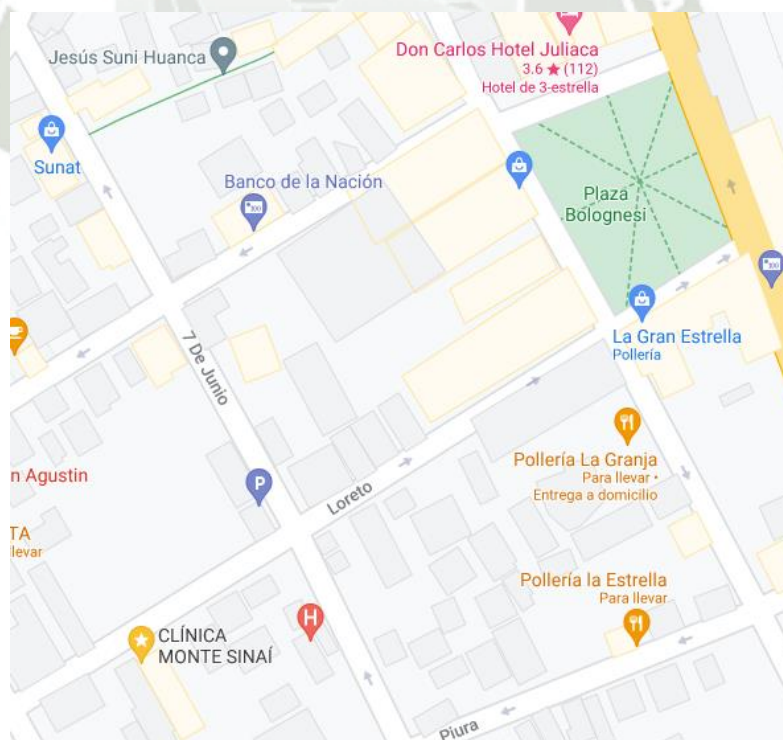 Jesús Suni Huanca
Don Carlos Hotel Juliaca
3.6 ★ (112)
Hotel de 3-estrella
Sunat
Banco de la Nación
Plaza
Bolognesi
La Gran Estrella
Pollería
7 De Junio
n Agustin
P
Loreto
Pollería La Granja
Para llevar •
Entrega a domicilio
TA
llevar
Pollería la Estrella
Para llevar
H
CLÍNICA
MONTE SINAÍ
Piura